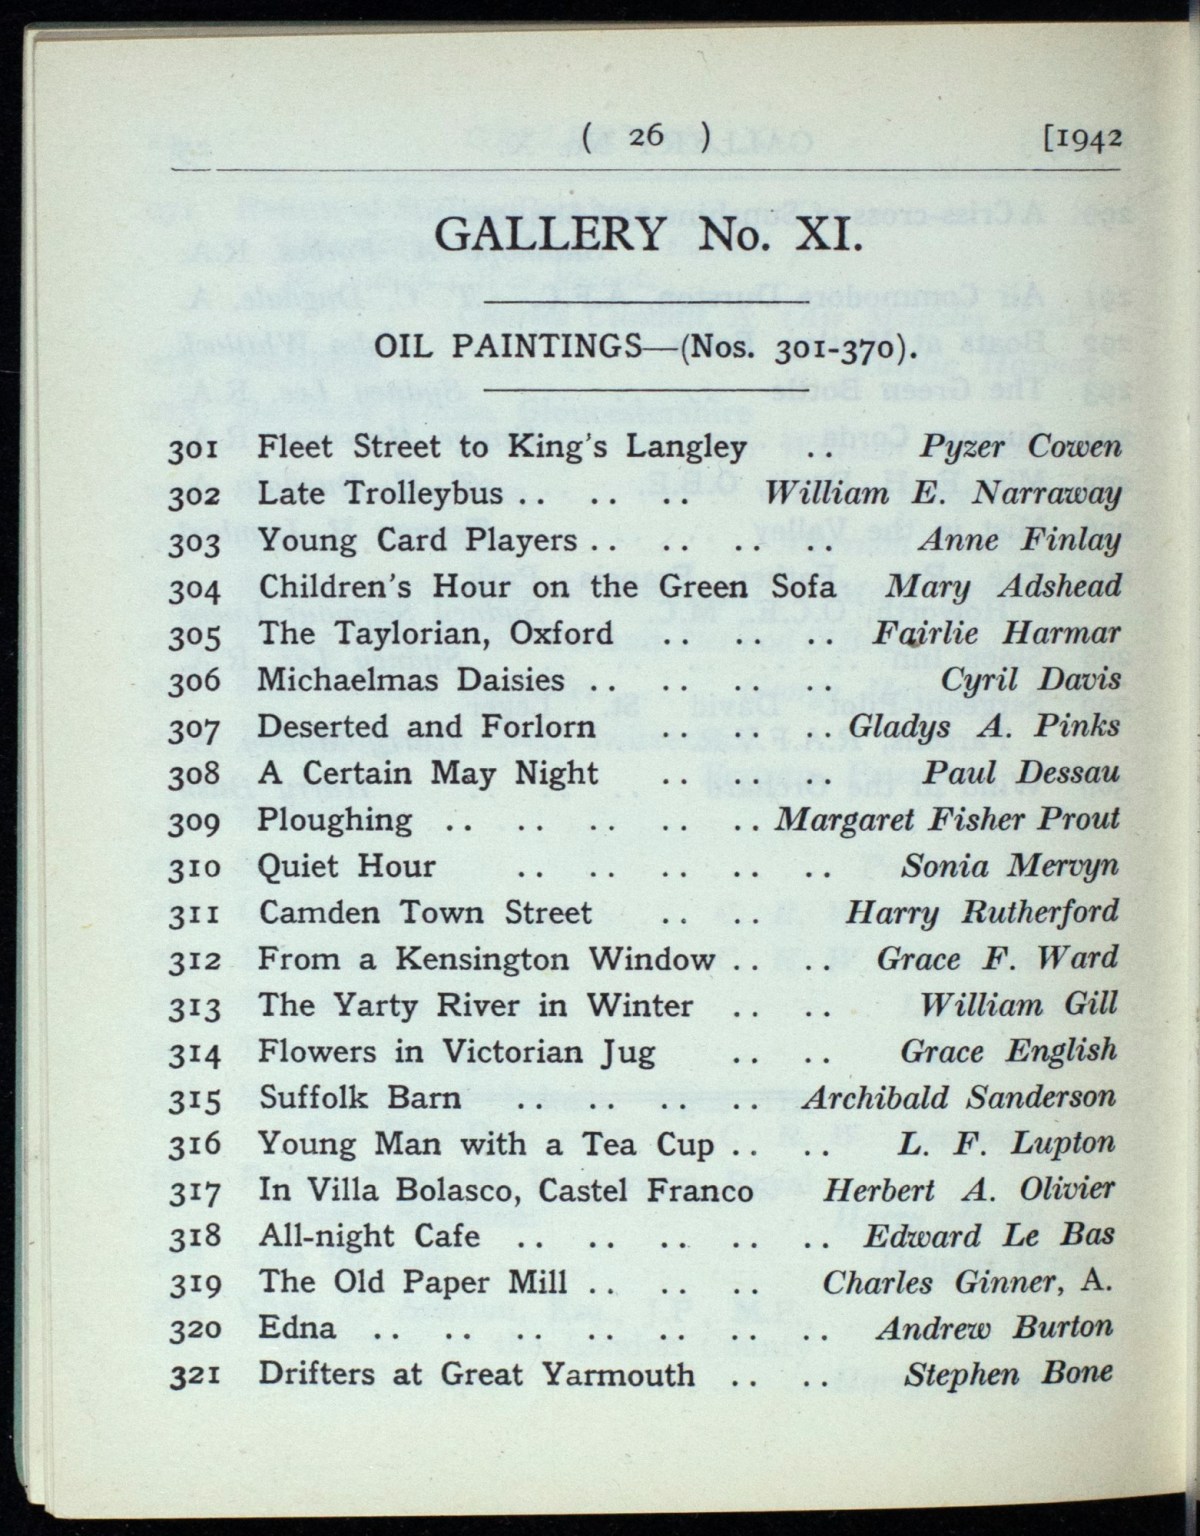 ( 26 ) [1942
GALLERY No. XI.
OIL PAINTINGS—(Nos. 301-370).
301 Fleet Street to King's Langley .. Pyzer Cowen
302 Late Trolleybus .. .. .. William E. Narraway
303 Young Card Players .. .. .. .. Anne Finlay
304 Children's Hour on the Green Sofa Mary Adshead
305 The Taylorian, Oxford .. .. .. Fairlie Harmar
306 Michaelmas Daisies .. .. .. .. Cyril Davis
307 Deserted and Forlorn .. .. .. Gladys A. Pinks
308 A Certain May Night .. .. .. Paul Dessau
309 Ploughing .. .. .. .. .. Margaret Fisher Prout
310 Quiet Hour .. .. .. .. .. Sonia Mervyn
311 Camden Town Street .. .. Harry Rutherford
312 From a Kensington Window .. .. Grace F. Ward
313 The Yarty River in Winter .. .. William Gill
314 Flowers in Victorian Jug .. .. Grace English
315 Suffolk Barn .. .. .. .. Archibald Sanderson
316 Young Man with a Tea Cup .. .. L. F. Lupton
317 In Villa Bolasco, Castel Franco Herbert A. Olivier
318 All-night Cafe .. .. .. .. .. Edward Le Bas
319 The Old Paper Mill .. .. .. Charles Ginner, A.
320 Edna .. .. .. .. .. .. .. Andrew Burton
321 Drifters at Great Yarmouth .. .. Stephen Bone